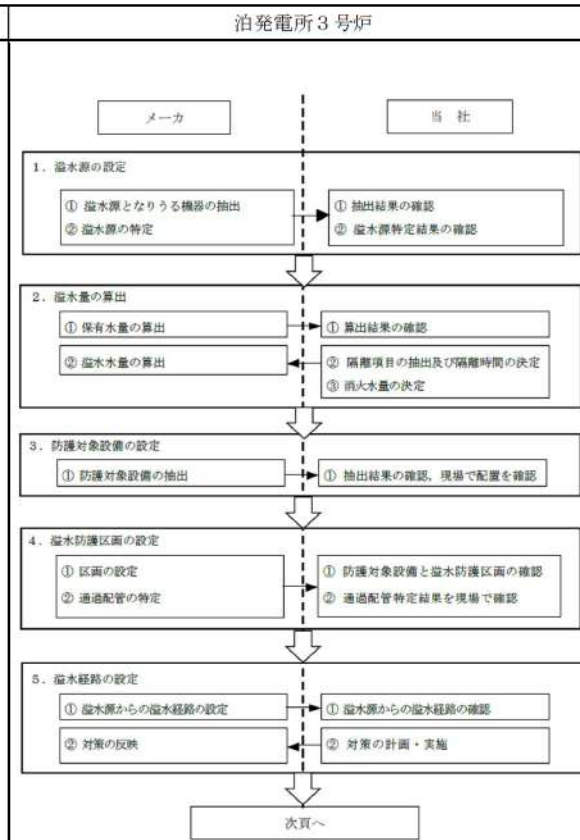 泊発電所3号炉
メーカ
当 社
1.溢水源の設定
① 溢水源となりうる機器の抽出
② 溢水源の特定
① 抽出結果の確認
② 溢水源特定結果の確認
2.溢水量の算出
① 保有水量の算出
① 算出結果の確認
② 溢水水量の算出
② 隔離項目の抽出及び隔離時間の決定
③ 消火水量の決定
3.防護対象設備の設定
① 防護対象設備の抽出
① 抽出結果の確認,現場で配置を確認
4.溢水防護区画の設定
① 区画の設定
② 通過配管の特定
① 防護対象設備と溢水防護区画の確認
② 通過配管特定結果を現場で確認
5.溢水経路の設定
① 溢水源からの溢水経路の設定
① 溢水源からの溢水経路の確認
② 対策の反映
② 対策の計画・実施
次頁へ